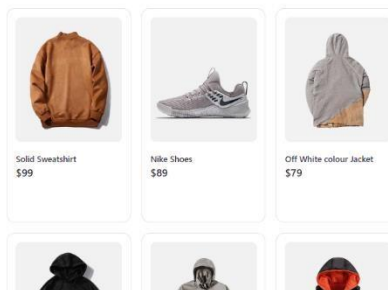 Solid Sweatshirt
$99
Nike Shoes
$89
Off White colour Jacket
$79